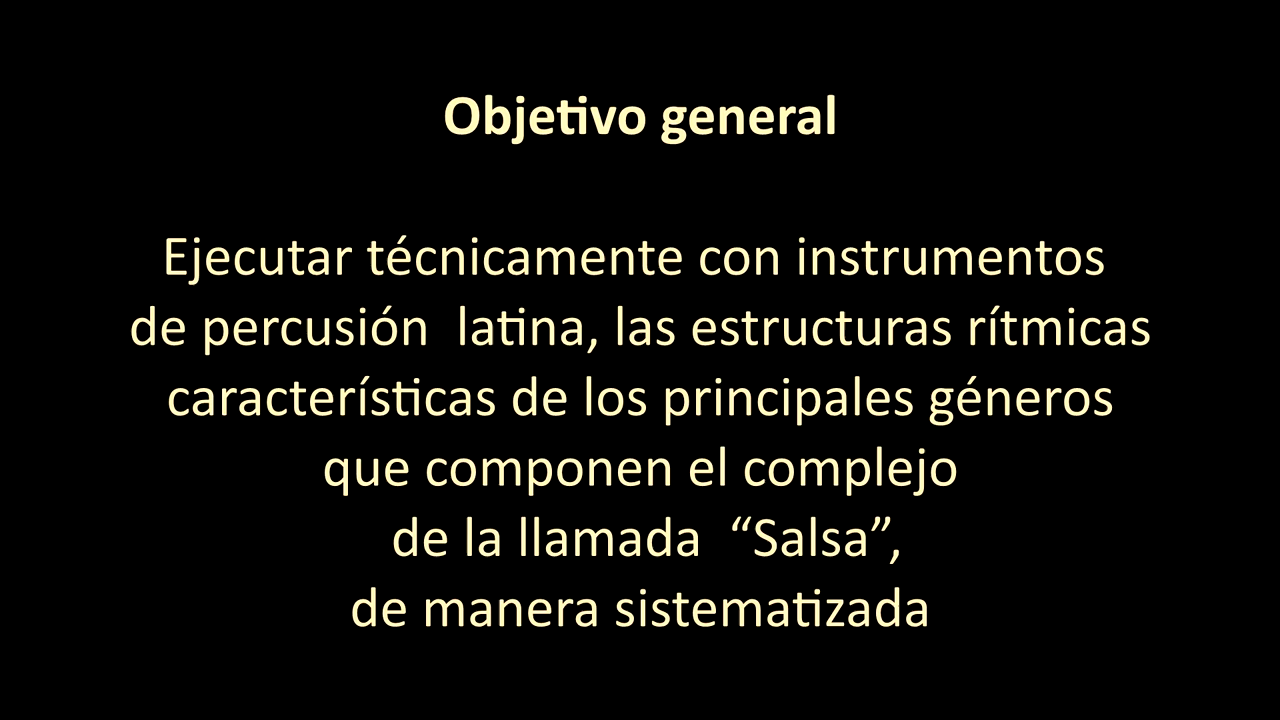 Objetivo general
Ejecutar técnicamente con instrumentos
de percusión  latina, las estructuras rítmicas
características de los principales géneros
que componen el complejo
de la llamada  “Salsa”,
de manera sistematizada